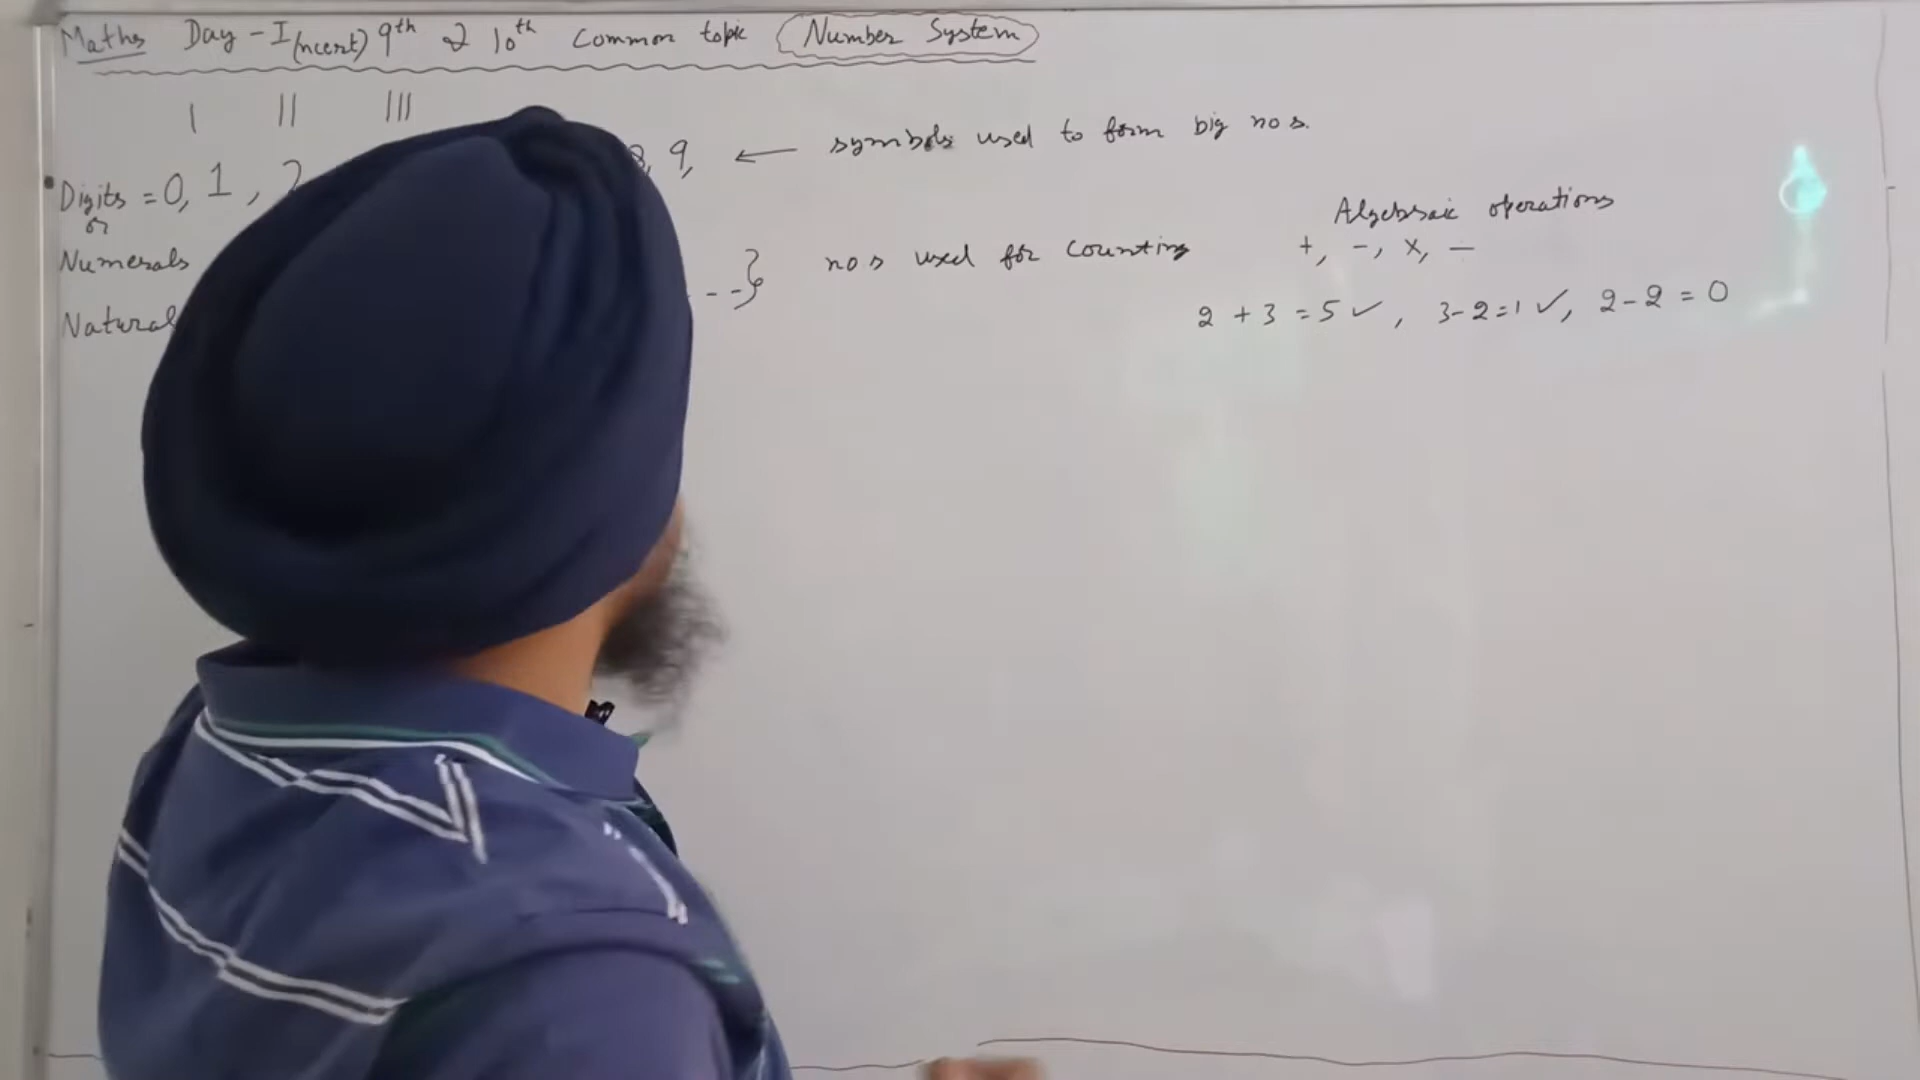 Maths Day - I (ncert) 9th & 10th Common topic Number System
| || |||
Digits = 0, 1, 2 8, 9, ← symbols used to form big nos.
or
Numerals
Natural - - } nos used for counting
Algebraic operations
+, -, ×, ÷
2 + 3 = 5 ✓, 3-2=1 ✓, 2-2 = 0